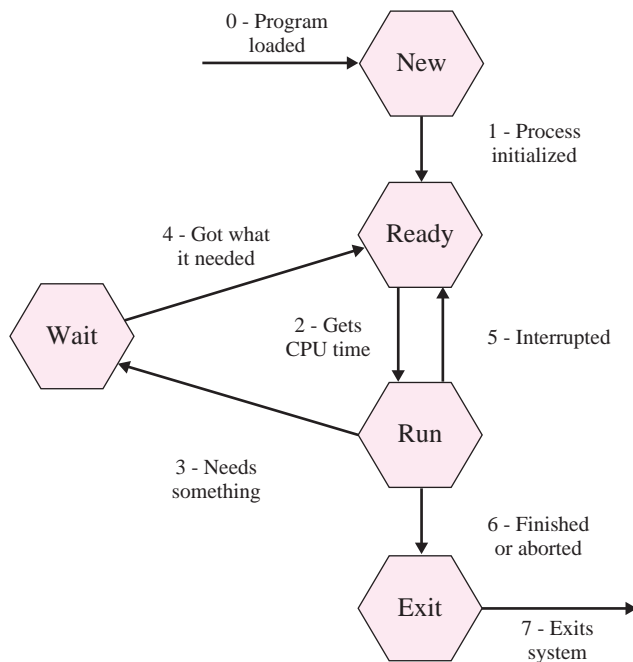 0 - Program
loaded
New
1 - Process
initialized
Ready
4 - Got what
it needed
Wait
2 - Gets
CPU time
5 - Interrupted
Run
3 - Needs
something
6 - Finished
or aborted
Exit
7 - Exits
system